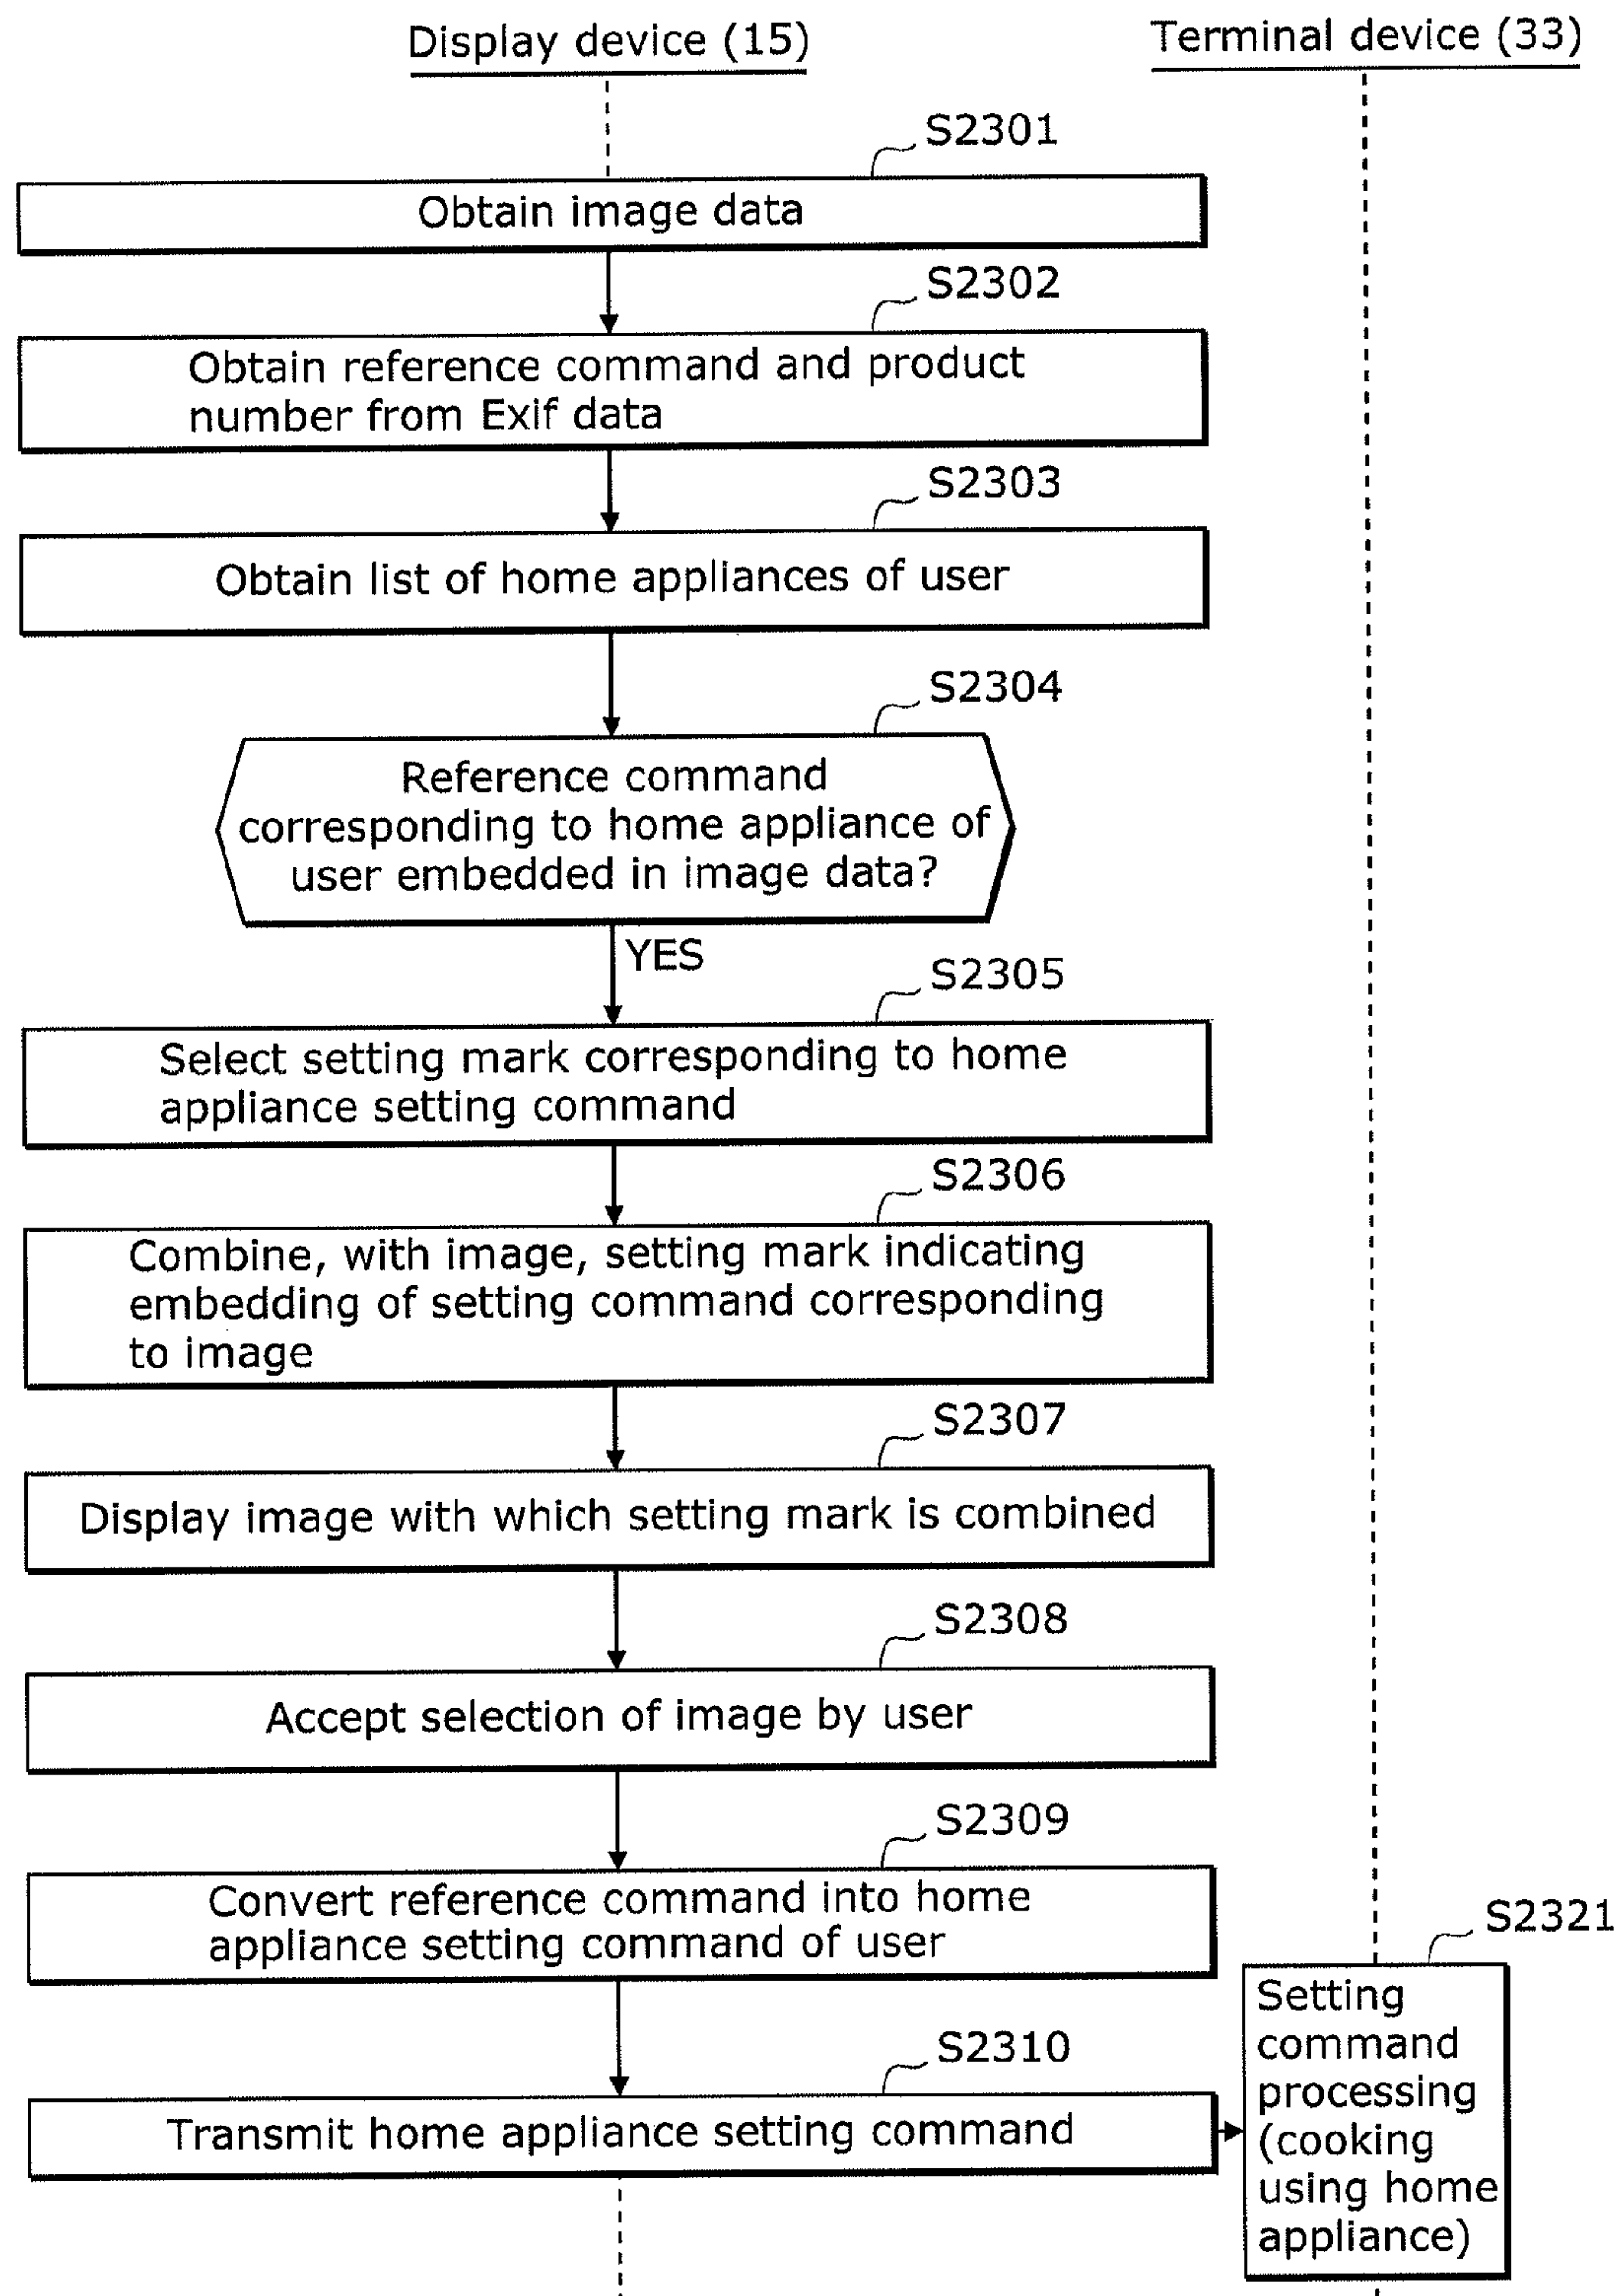 Display device (15)
Terminal device (33)
S2301
Obtain image data
S2302
Obtain reference command and product
number from Exif data
S2303
Obtain list of home appliances of user
S2304
Reference command
corresponding to home appliance of
user embedded in image data?
YES
S2305
Select setting mark corresponding to home
appliance setting command
S2306
Combine, with image, setting mark indicating
embedding of setting command corresponding
to image
S2307
Display image with which setting mark is combined
S2308
Accept selection of image by user
S2309
Convert reference command into home
appliance setting command of user
S2310
Transmit home appliance setting command
S2321
Setting
command
processing
(cooking
using home
appliance)